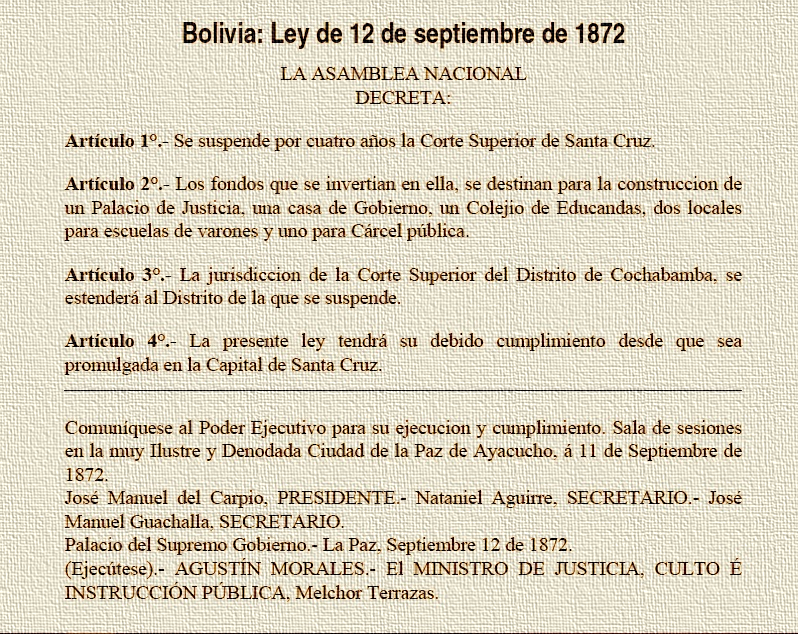 Bolivia: Ley de 12 de septiembre de 1872
LA ASAMBLEA NACIONAL
DECRETA:
Artículo 1°.- Se suspende por cuatro años la Corte Superior de Santa Cruz.
Artículo 2°.- Los fondos que se invertian en ella, se destinan para la construccion de
un Palacio de Justicia, una casa de Gobierno, un Colejio de Educandas, dos locales
para escuelas de varones y uno para Cárcel pública.
Artículo 3°.- La jurisdiccion de la Corte Superior del Distrito de Cochabamba, se
estenderá al Distrito de la que se suspende.
Artículo 4°.- La presente ley tendrá su debido cumplimiento desde que sea
promulgada en la Capital de Santa Cruz.
Comuníquese al Poder Ejecutivo para su ejecucion y cumplimiento. Sala de sesiones
en la muy Ilustre y Denodada Ciudad de la Paz de Ayacucho, á 11 de Septiembre de
1872.
José Manuel del Carpio, PRESIDENTE.- Nataniel Aguirre, SECRETARIO.- José
Manuel Guachalla, SECRETARIO.
Palacio del Supremo Gobierno.- La Paz, Septiembre 12 de 1872.
(Ejecútese).- AGUSTÍN MORALES.- El MINISTRO DE JUSTICIA, CULTO É
INSTRUCCIÓN PÚBLICA, Melchor Terrazas.